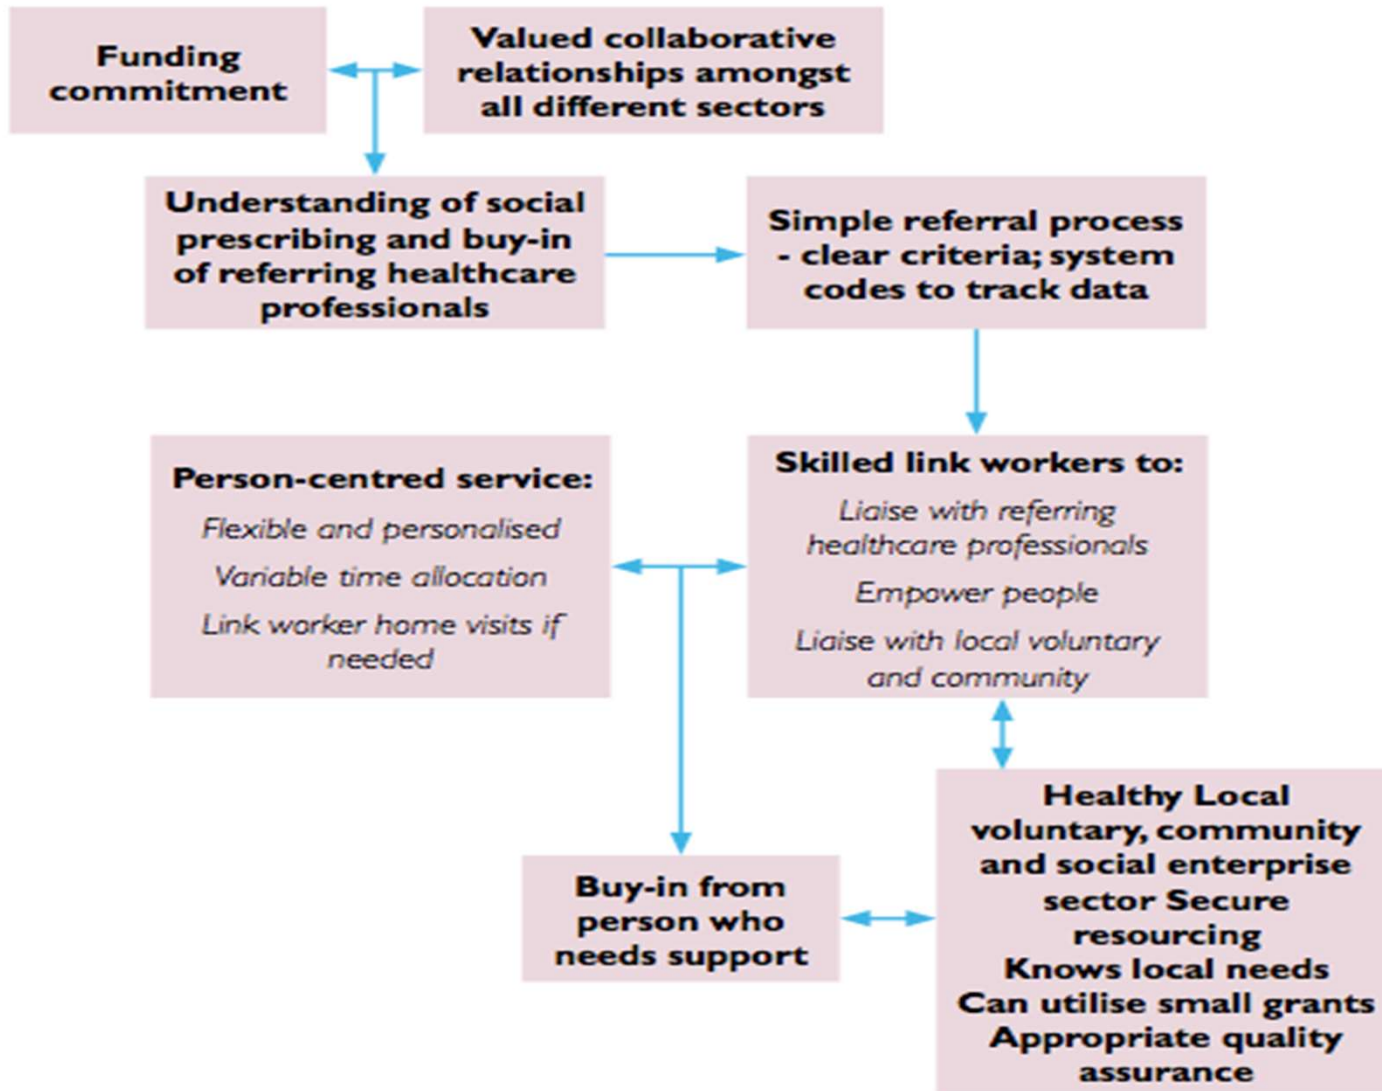 Funding
commitment
Valued collaborative
relationships amongst
all different sectors
Understanding of social
prescribing and buy-in
of referring healthcare
professionals
Simple referral process
- clear criteria; system
codes to track data
Person-centred service:
Flexible and personalised
Variable time allocation
Link worker home visits if
needed
Skilled link workers to:
Liaise with referring
healthcare professionals
Empower people
Liaise with local voluntary
and community
Buy-in from
person who
needs support
Healthy Local
voluntary, community
and social enterprise
sector Secure
resourcing
Knows local needs
Can utilise small grants
Appropriate quality
assurance